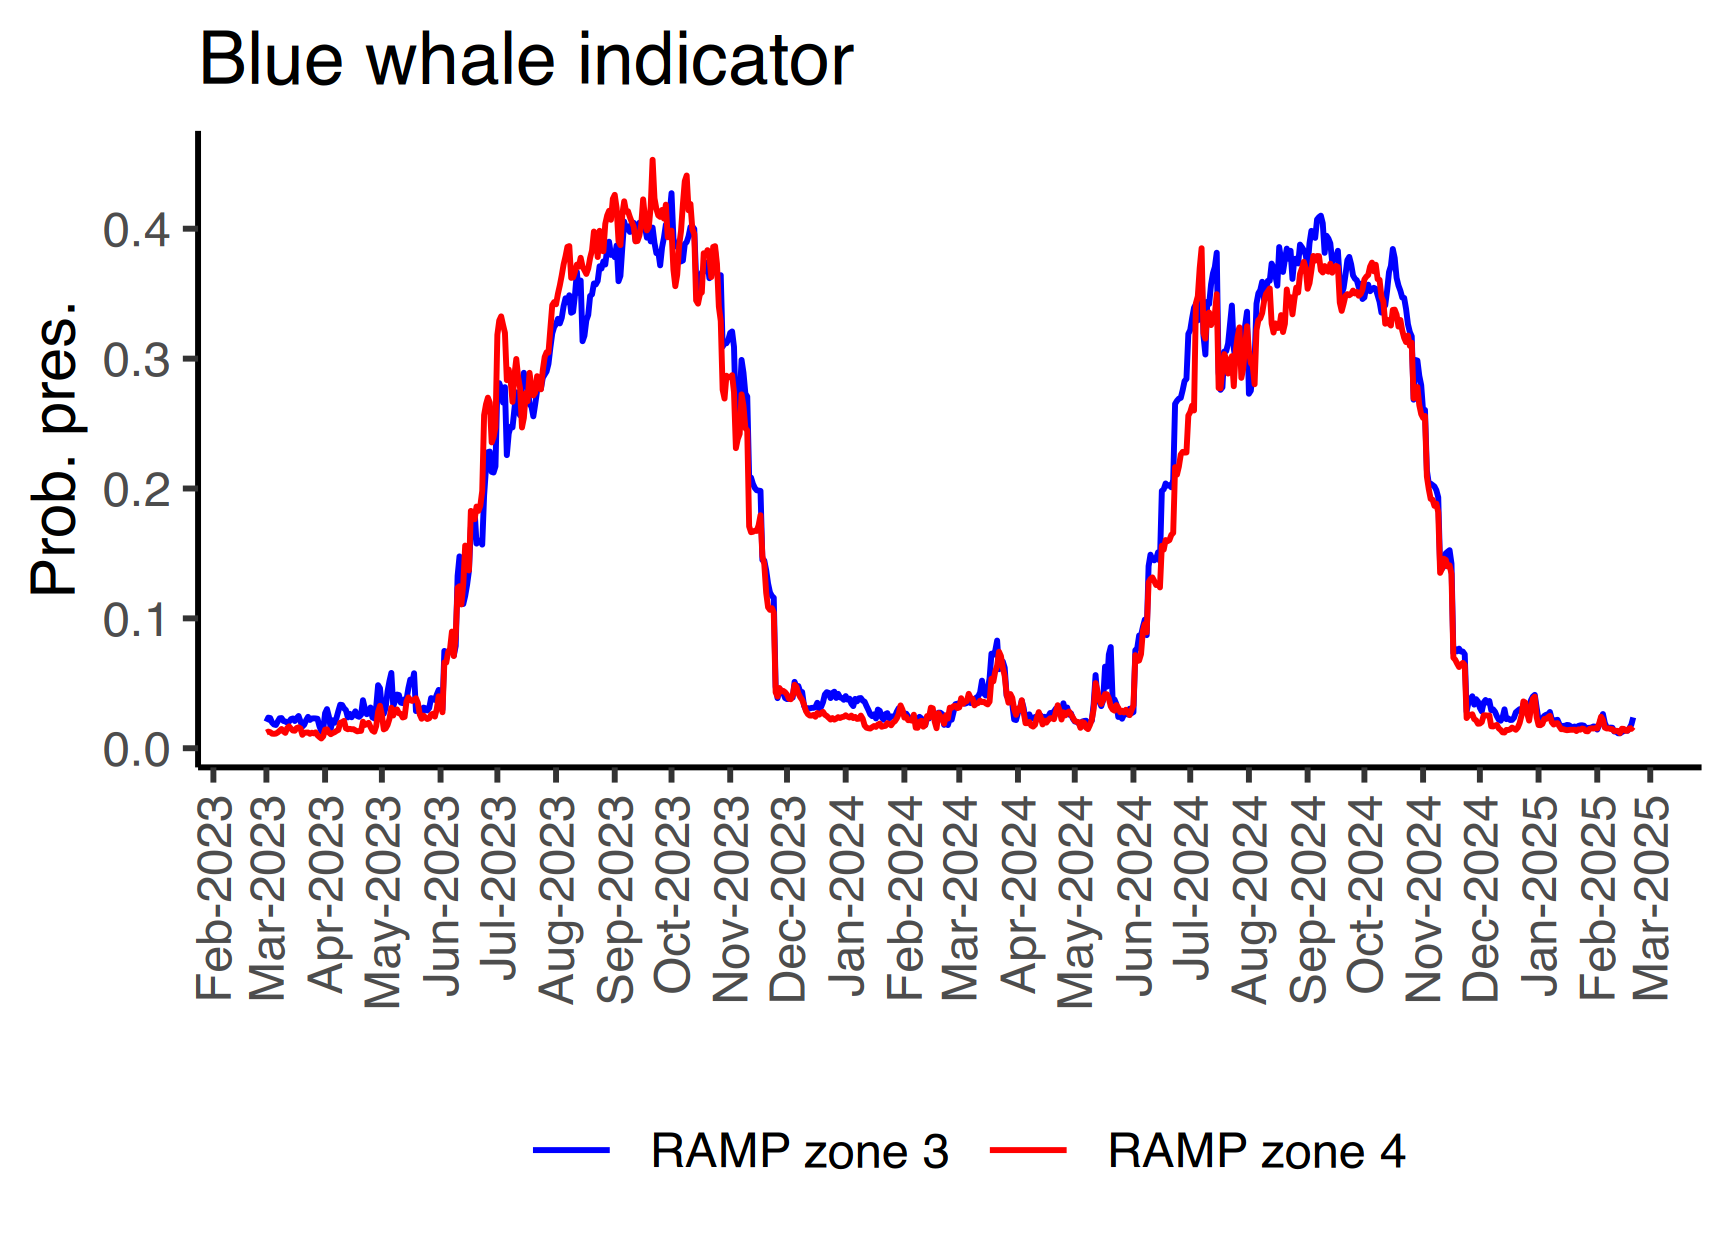 Blue whale indicator
Prob. pres.
0.4
0.3
0.2
0.1
0.0
Feb-2023
Mar-2023
Apr-2023
May-2023
Jun-2023
Jul-2023
Aug-2023
Sep-2023
Oct-2023
Nov-2023
Dec-2023
Jan-2024
Feb-2024
Mar-2024
Apr-2024
May-2024
Jun-2024
Jul-2024
Aug-2024
Sep-2024
Oct-2024
Nov-2024
Dec-2024
Jan-2025
Feb-2025
Mar-2025
RAMP zone 3 RAMP zone 4